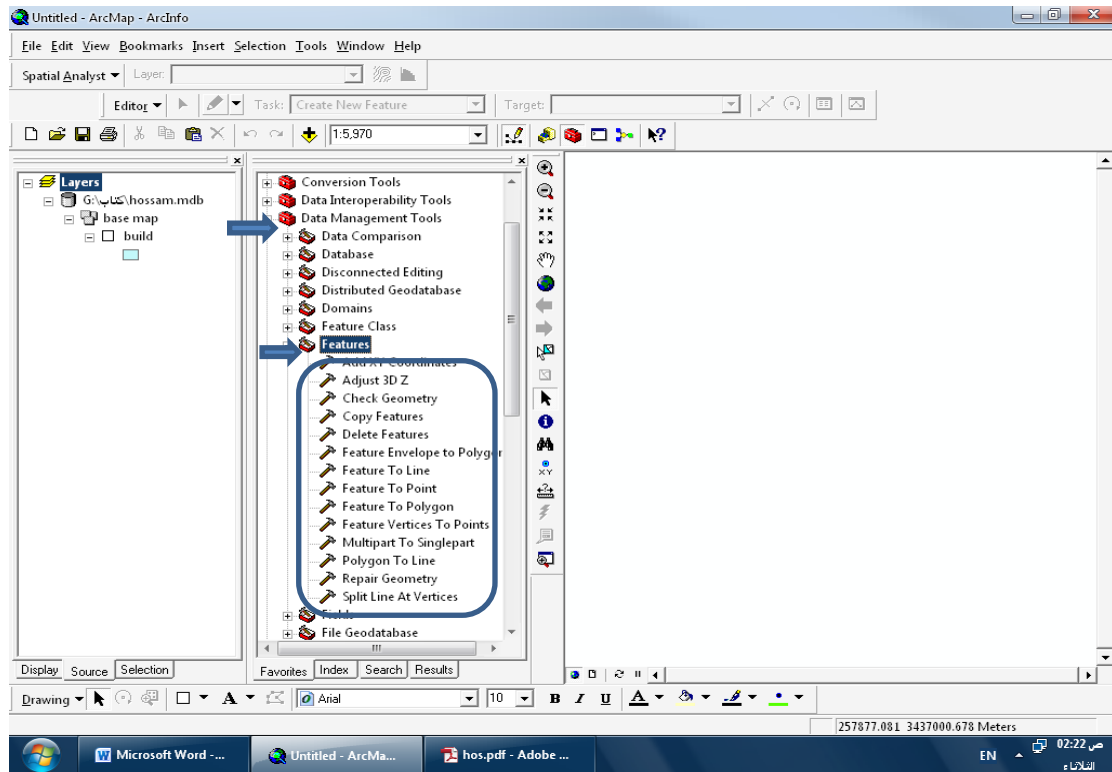 Untitled - ArcMap - ArcInfo
File Edit View Bookmarks Insert Selection Tools Window Help
Spatial Analyst Layer:
Editor Task: Create New Feature Target:
1:5,970
Layers
G:\كتاب\hossam.mdb
base map
build
Conversion Tools
Data Interoperability Tools
Data Management Tools
Data Comparison
Database
Disconnected Editing
Distributed Geodatabase
Domains
Feature Class
Features
Add XY Coordinates
Adjust 3D Z
Check Geometry
Copy Features
Delete Features
Feature Envelope to Polygon
Feature To Line
Feature To Point
Feature To Polygon
Feature Vertices To Points
Multipart To Singlepart
Polygon To Line
Repair Geometry
Split Line At Vertices
Fields
File Geodatabase
Display Source Selection
Favorites Index Search Results
Drawing A Arial 10 B I U A
257877.081 3437000.678 Meters
Microsoft Word -... Untitled - ArcMa... hos.pdf - Adobe ... EN 02:22 ص
الثلاثاء